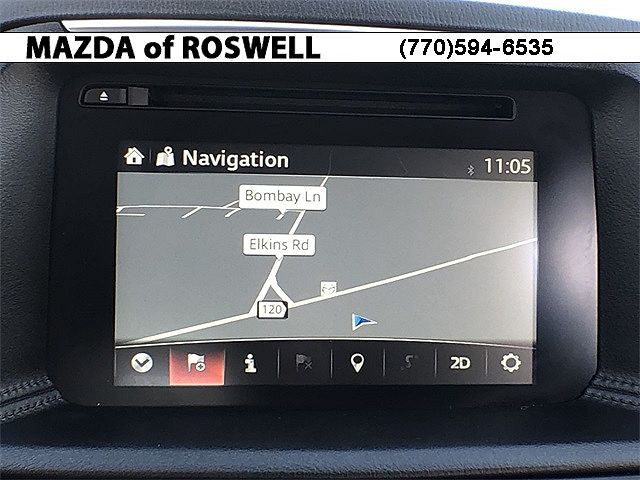 MAZDA of ROSWELL (770)594-6535
Navigation 11:05
Bombay Ln
Elkins Rd
120
2D